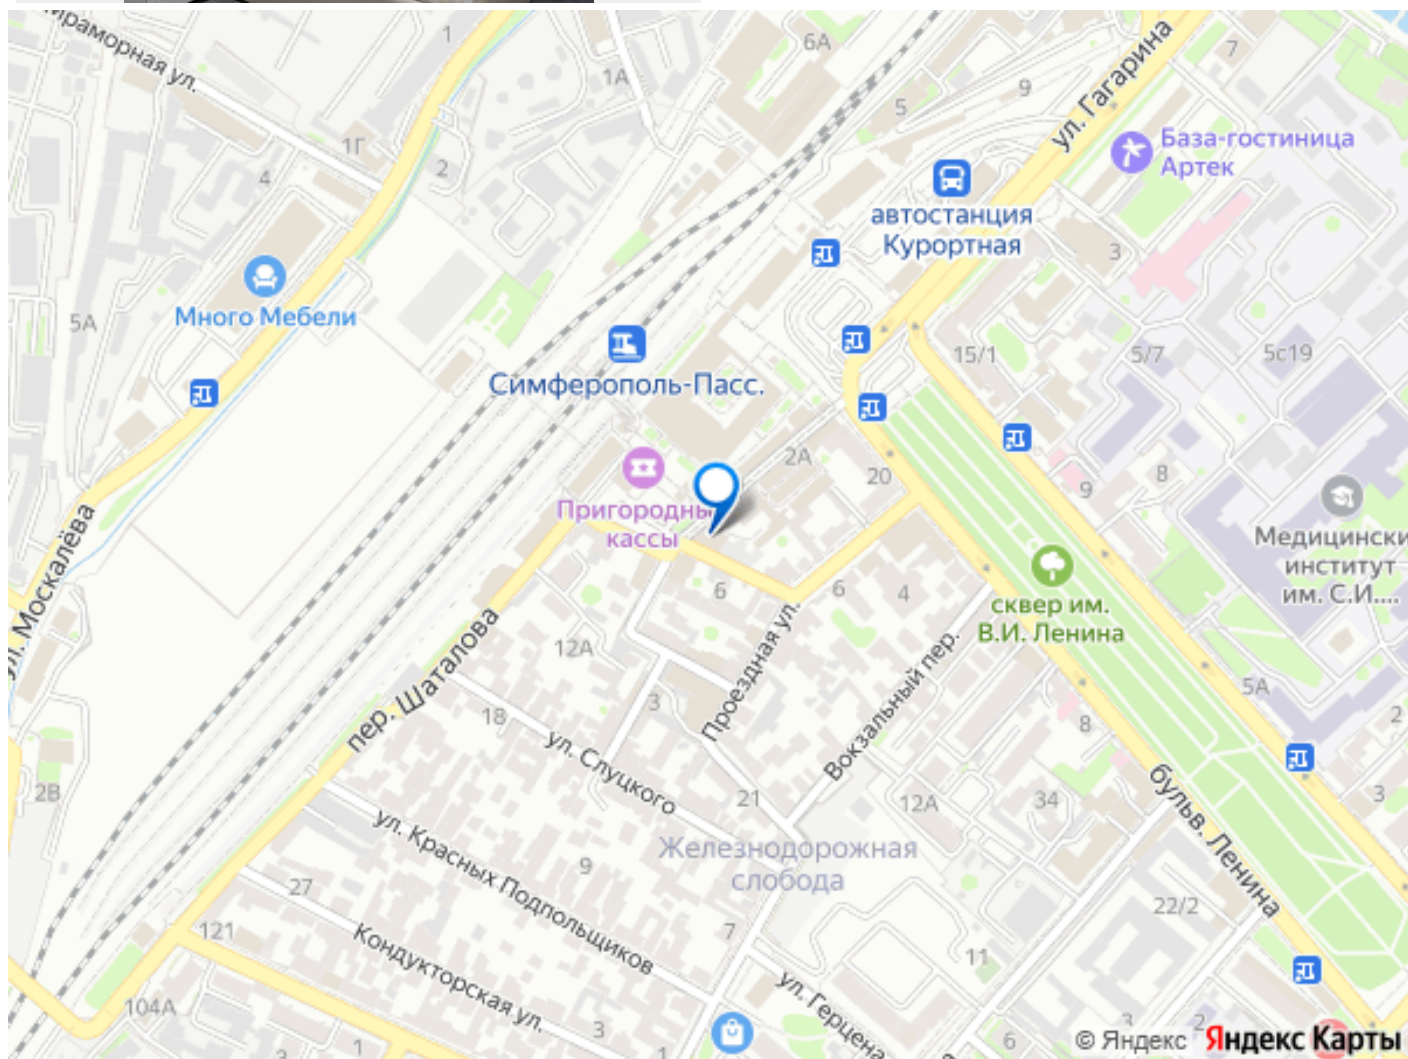 1
6А
7
1А
9
5
ул. Гагарина
База-гостиница
Артек
1Г
2
4
автостанция
Курортная
3
Много Мебели
5А
15/1
5/7
5с19
Симферополь-Пасс.
2А
20
8
9
Пригородны
кассы
Медицински
институт
им. С.И....
ул. Москалёва
6
6
4
сквер им.
В.И. Ленина
12А
пер. Шаталова
Проездная ул.
Вокзальный пер.
5А
3
18
8
2
ул. Слуцкого
2В
21
12А
34
3
бульв. Ленина
ул. Красных Подпольщиков
Железнодорожная
слобода
9
27
22/2
121
7
Кондукторская ул.
11
ул. Герцена
104А
3
3
1
1
6
© Яндекс Яндекс Карты